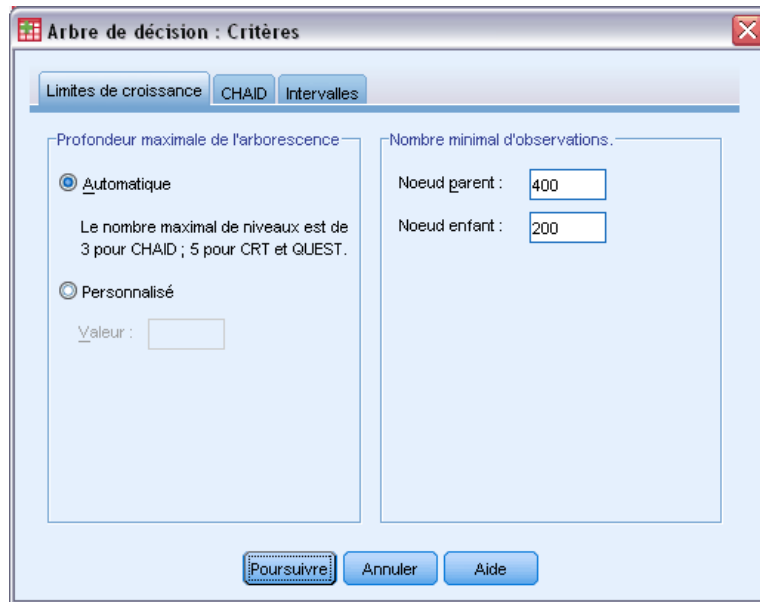 Arbre de décision : Critères
Limites de croissance CHAID Intervalles
Profondeur maximale de l'arborescence
Automatique
Le nombre maximal de niveaux est de
3 pour CHAID ; 5 pour CRT et QUEST.
Personnalisé
Valeur :
Nombre minimal d'observations.
Noeud parent : 400
Noeud enfant : 200
Poursuivre Annuler Aide